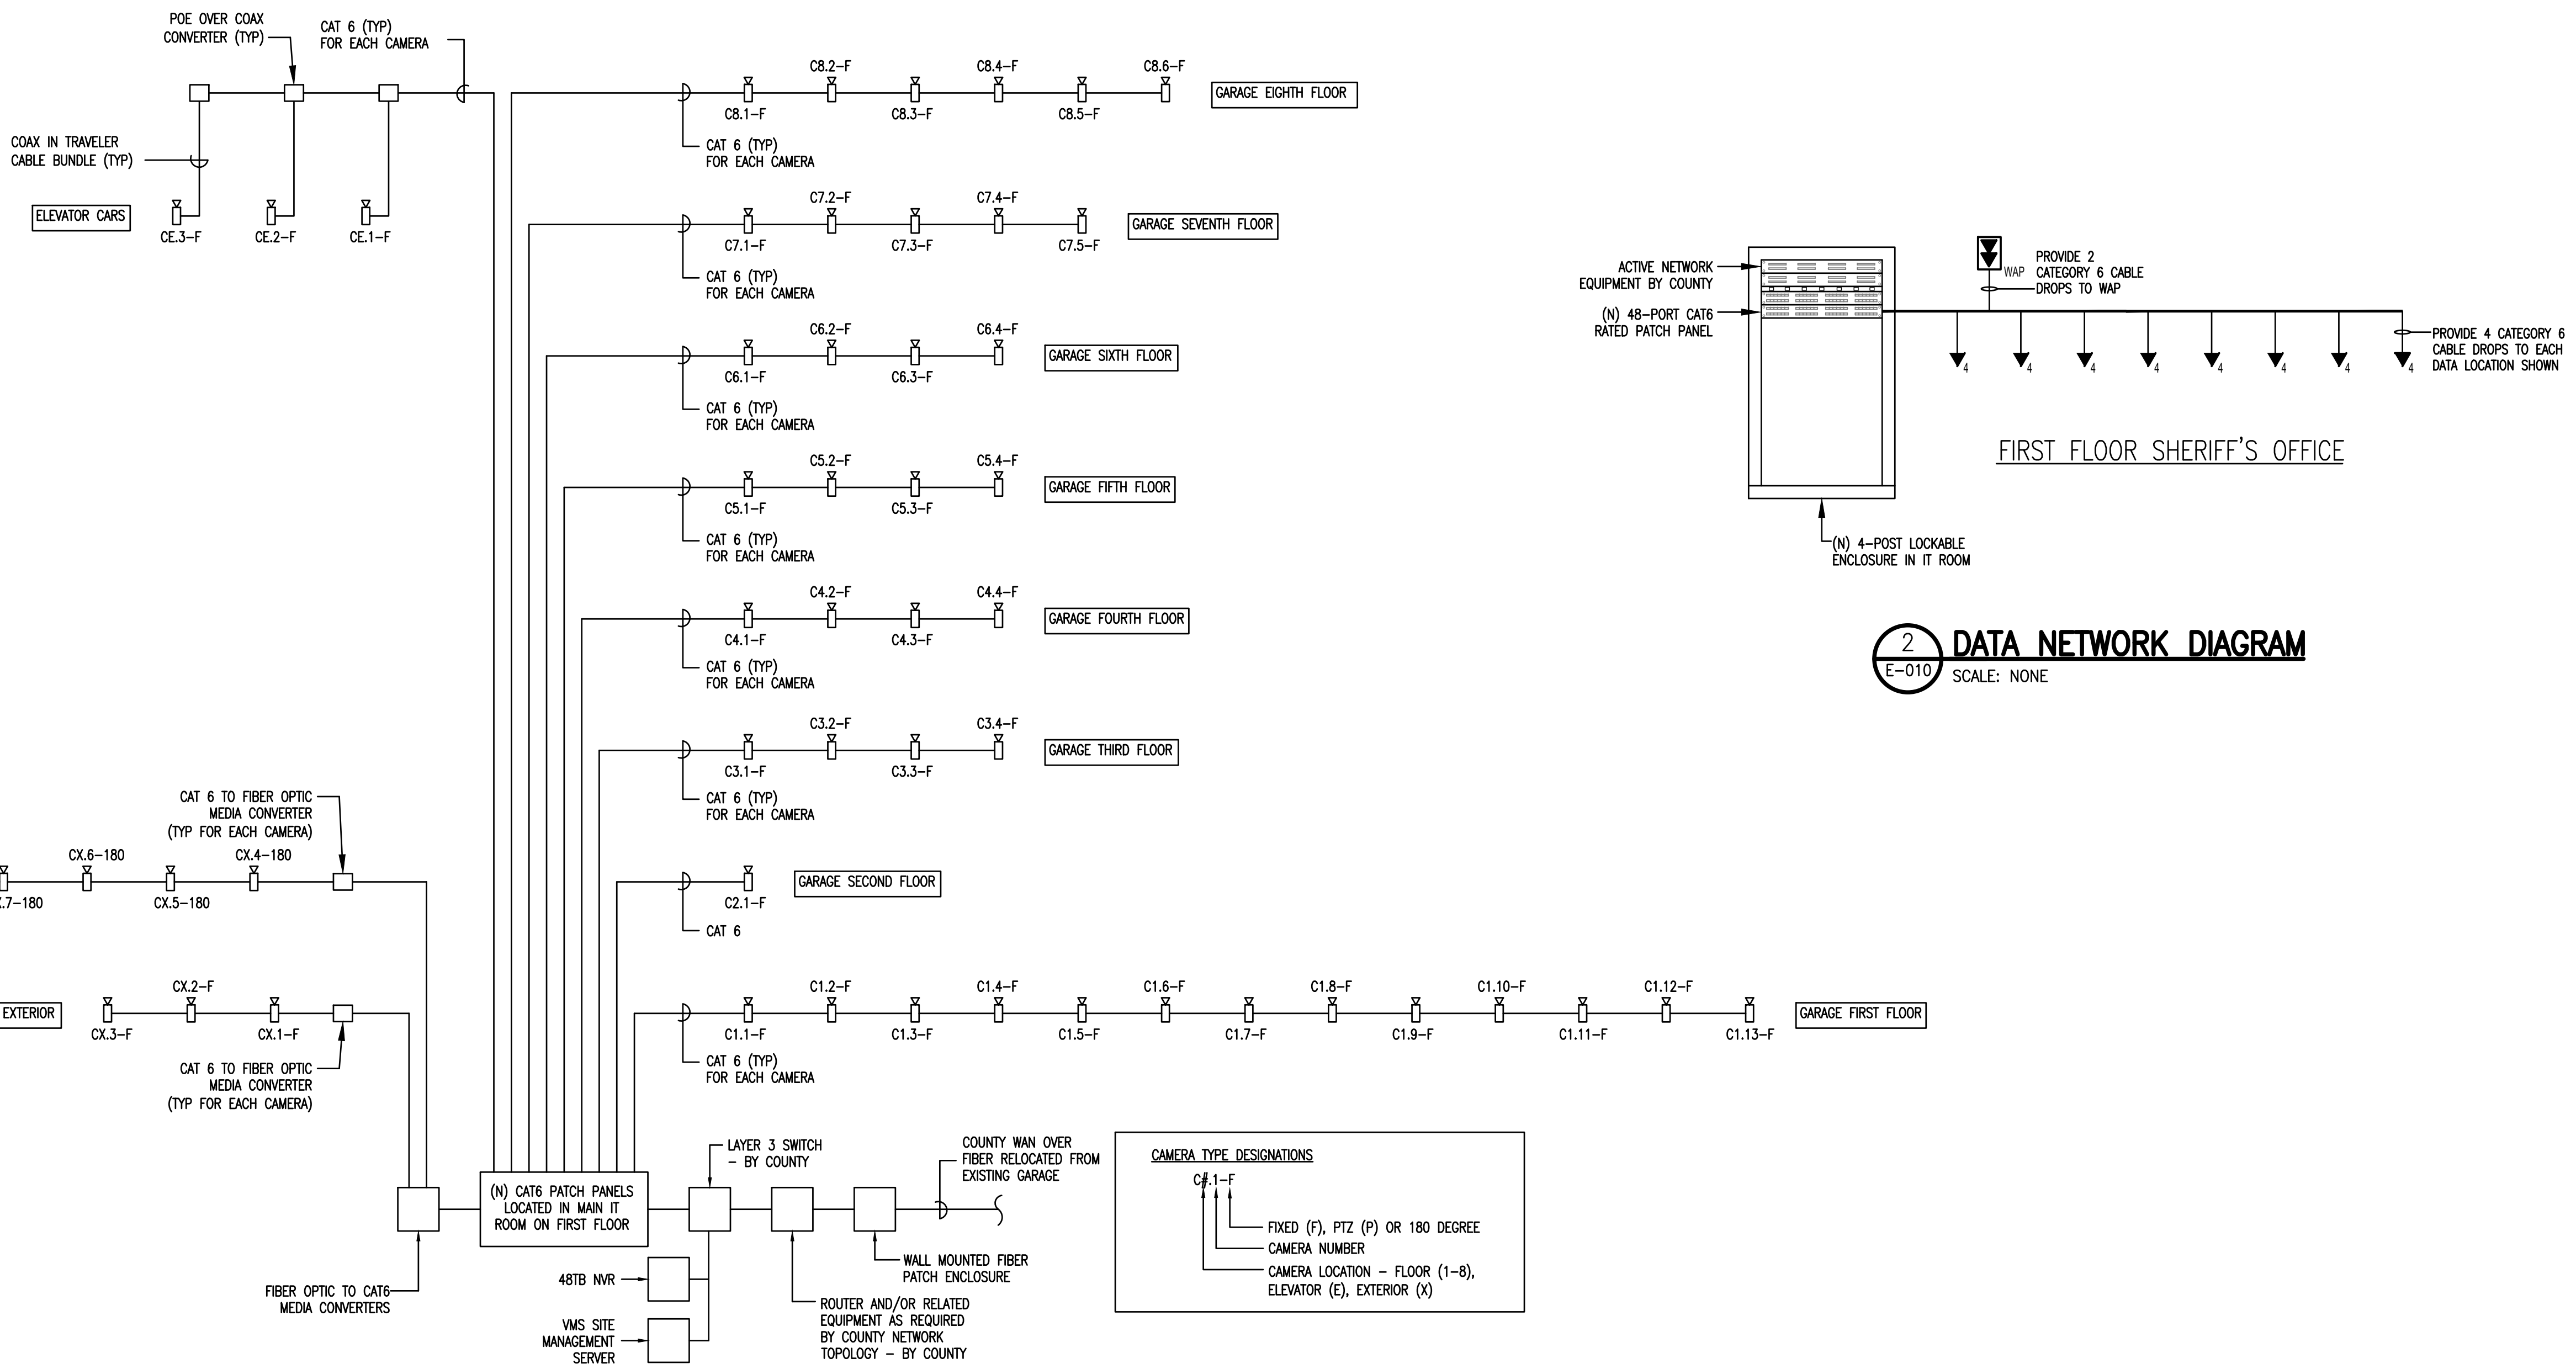 POE OVER COAX
CONVERTER (TYP)
CAT 6 (TYP)
FOR EACH CAMERA
COAX IN TRAVELER
CABLE BUNDLE (TYP)
ELEVATOR CARS
CE.3-F
CE.2-F
CE.1-F
C8.2-F
C8.4-F
C8.6-F
C8.1-F
C8.3-F
C8.5-F
GARAGE EIGHTH FLOOR
CAT 6 (TYP)
FOR EACH CAMERA
C7.2-F
C7.4-F
C7.1-F
C7.3-F
C7.5-F
GARAGE SEVENTH FLOOR
CAT 6 (TYP)
FOR EACH CAMERA
C6.2-F
C6.4-F
C6.1-F
C6.3-F
GARAGE SIXTH FLOOR
CAT 6 (TYP)
FOR EACH CAMERA
C5.2-F
C5.4-F
C5.1-F
C5.3-F
GARAGE FIFTH FLOOR
CAT 6 (TYP)
FOR EACH CAMERA
C4.2-F
C4.4-F
C4.1-F
C4.3-F
GARAGE FOURTH FLOOR
CAT 6 (TYP)
FOR EACH CAMERA
C3.2-F
C3.4-F
C3.1-F
C3.3-F
GARAGE THIRD FLOOR
CAT 6 (TYP)
FOR EACH CAMERA
CAT 6 TO FIBER OPTIC
MEDIA CONVERTER
(TYP FOR EACH CAMERA)
CX.6-180
CX.4-180
.7-180
CX.5-180
C2.1-F
GARAGE SECOND FLOOR
CAT 6
EXTERIOR
CX.2-F
CX.3-F
CX.1-F
CAT 6 TO FIBER OPTIC
MEDIA CONVERTER
(TYP FOR EACH CAMERA)
C1.2-F
C1.4-F
C1.6-F
C1.8-F
C1.10-F
C1.12-F
C1.1-F
C1.3-F
C1.5-F
C1.7-F
C1.9-F
C1.11-F
C1.13-F
GARAGE FIRST FLOOR
CAT 6 (TYP)
FOR EACH CAMERA
(N) CAT6 PATCH PANELS
LOCATED IN MAIN IT
ROOM ON FIRST FLOOR
LAYER 3 SWITCH
- BY COUNTY
COUNTY WAN OVER
FIBER RELOCATED FROM
EXISTING GARAGE
FIBER OPTIC TO CAT6
MEDIA CONVERTERS
48TB NVR
VMS SITE
MANAGEMENT
SERVER
WALL MOUNTED FIBER
PATCH ENCLOSURE
ROUTER AND/OR RELATED
EQUIPMENT AS REQUIRED
BY COUNTY NETWORK
TOPOLOGY - BY COUNTY
CAMERA TYPE DESIGNATIONS
C#.1-F
FIXED (F), PTZ (P) OR 180 DEGREE
CAMERA NUMBER
CAMERA LOCATION - FLOOR (1-8),
ELEVATOR (E), EXTERIOR (X)
ACTIVE NETWORK
EQUIPMENT BY COUNTY
(N) 48-PORT CAT6
RATED PATCH PANEL
WAP
PROVIDE 2
CATEGORY 6 CABLE
DROPS TO WAP
4
4
4
4
4
4
4
4
PROVIDE 4 CATEGORY 6
CABLE DROPS TO EACH
DATA LOCATION SHOWN
FIRST FLOOR SHERIFF'S OFFICE
(N) 4-POST LOCKABLE
ENCLOSURE IN IT ROOM
2
E-010
DATA NETWORK DIAGRAM
SCALE: NONE